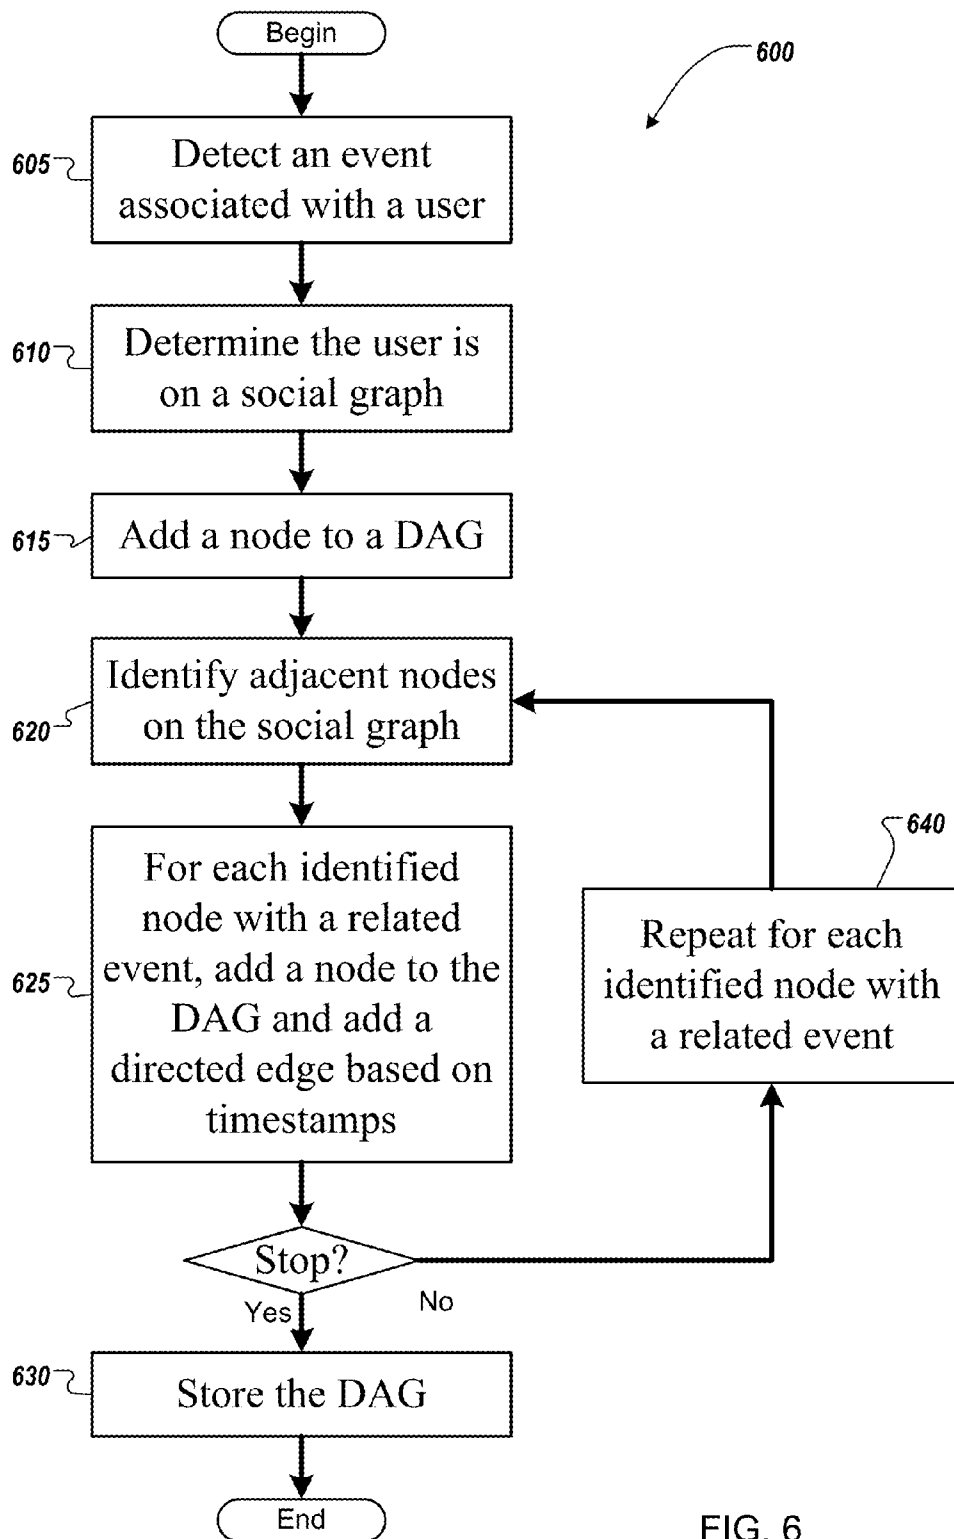 Begin
600
605
Detect an event
associated with a user
610
Determine the user is
on a social graph
615
Add a node to a DAG
620
Identify adjacent nodes
on the social graph
625
For each identified
node with a related
event, add a node to the
DAG and add a
directed edge based on
timestamps
640
Repeat for each
identified node with
a related event
Stop?
Yes
No
630
Store the DAG
End
FIG. 6